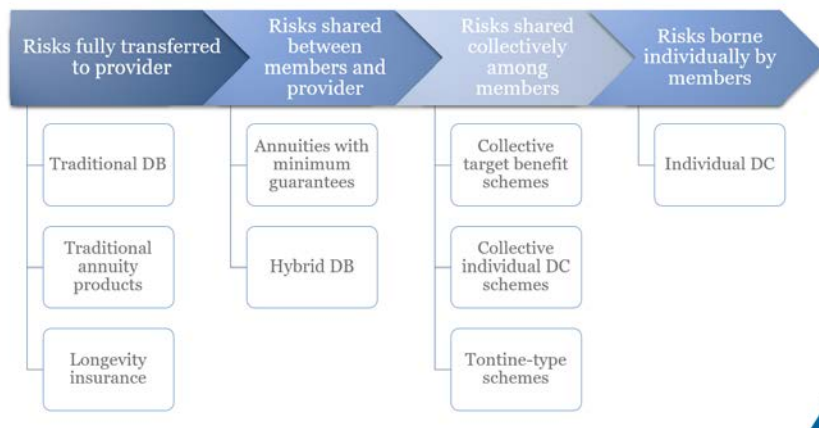 Risks fully transferred
to provider
Risks shared
between
members and
provider
Risks shared
collectively
among
members
Risks borne
individually by
members
Traditional DB
Traditional
annuity
products
Longevity
insurance
Annuities with
minimum
guarantees
Hybrid DB
Collective
target benefit
schemes
Collective
individual DC
schemes
Tontine-type
schemes
Individual DC